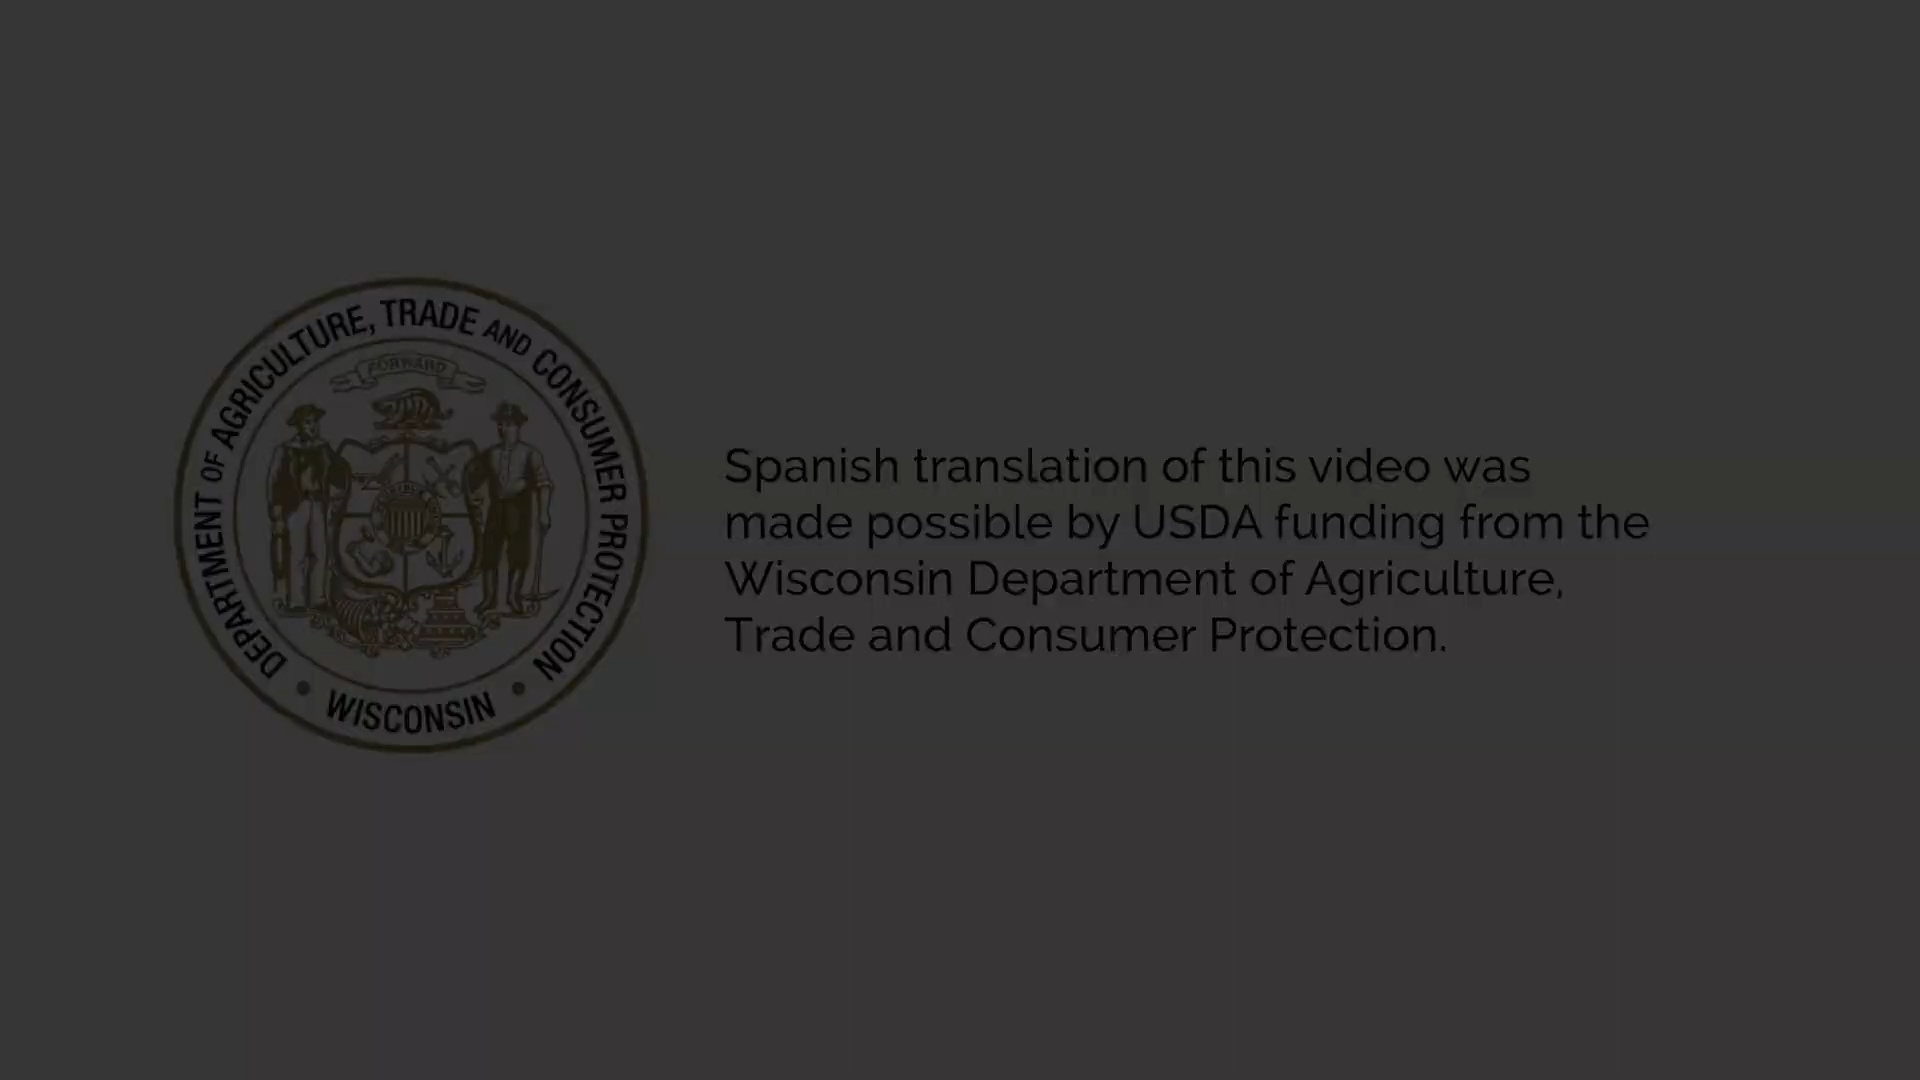 DEPARTMENT OF AGRICULTURE, TRADE AND CONSUMER PROTECTION
FORWARD
• WISCONSIN •
Spanish translation of this video was
made possible by USDA funding from the
Wisconsin Department of Agriculture,
Trade and Consumer Protection.